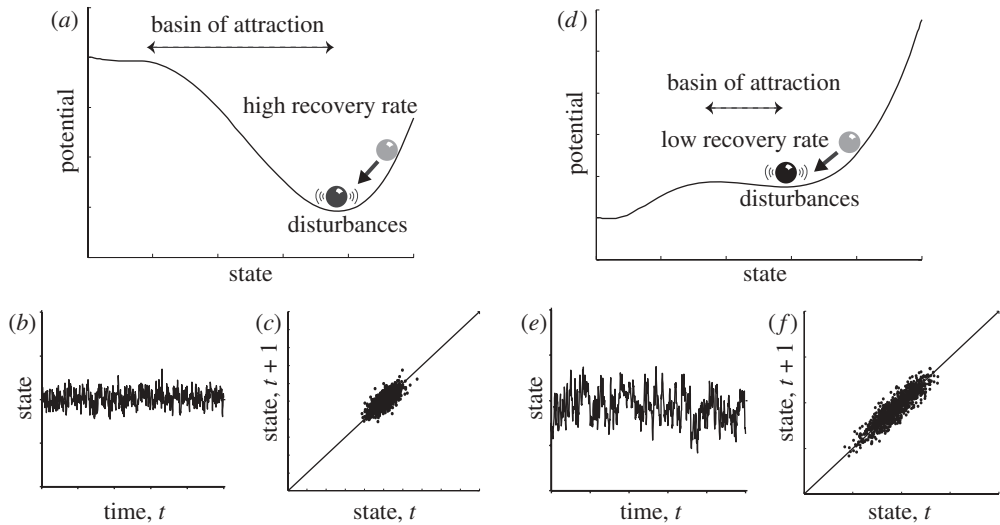 (a)
basin of attraction
high recovery rate
potential
disturbances
state
(d)
basin of attraction
low recovery rate
potential
disturbances
state
(b)
state
time, t
(c)
state, t + 1
state, t
(e)
state
time, t
(f)
state, t + 1
state, t